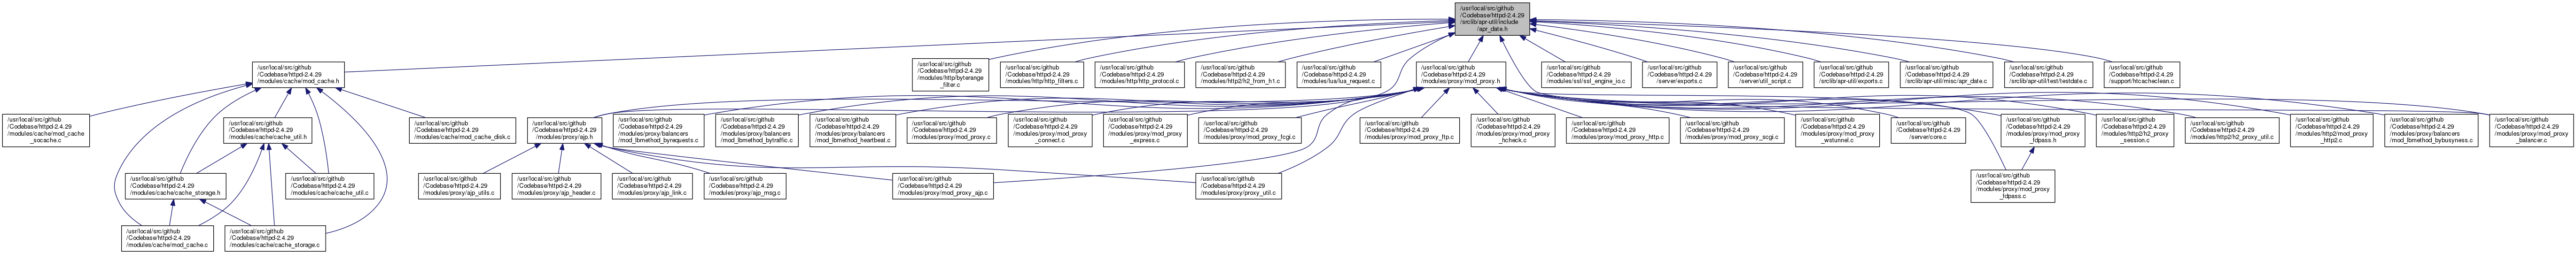 /usr/local/src/github
/Codebase/httpd-2.4.29
/srclib/apr-util/include
/apr_date.h
/usr/local/src/github
/Codebase/httpd-2.4.29
/modules/cache/mod_cache.h
/usr/local/src/github
/Codebase/httpd-2.4.29
/modules/http/byterange
_filter.c
/usr/local/src/github
/Codebase/httpd-2.4.29
/modules/http/http_filters.c
/usr/local/src/github
/Codebase/httpd-2.4.29
/modules/http/http_protocol.c
/usr/local/src/github
/Codebase/httpd-2.4.29
/modules/http2/h2_from_h1.c
/usr/local/src/github
/Codebase/httpd-2.4.29
/modules/lua/lua_request.c
/usr/local/src/github
/Codebase/httpd-2.4.29
/modules/proxy/mod_proxy.h
/usr/local/src/github
/Codebase/httpd-2.4.29
/modules/ssl/ssl_engine_io.c
/usr/local/src/github
/Codebase/httpd-2.4.29
/server/exports.c
/usr/local/src/github
/Codebase/httpd-2.4.29
/server/util_script.c
/usr/local/src/github
/Codebase/httpd-2.4.29
/srclib/apr-util/exports.c
/usr/local/src/github
/Codebase/httpd-2.4.29
/srclib/apr-util/misc/apr_date.c
/usr/local/src/github
/Codebase/httpd-2.4.29
/srclib/apr-util/test/testdate.c
/usr/local/src/github
/Codebase/httpd-2.4.29
/support/htcacheclean.c
/usr/local/src/github
/Codebase/httpd-2.4.29
/modules/cache/mod_cache
_socache.c
/usr/local/src/github
/Codebase/httpd-2.4.29
/modules/cache/cache_util.h
/usr/local/src/github
/Codebase/httpd-2.4.29
/modules/cache/mod_cache_disk.c
/usr/local/src/github
/Codebase/httpd-2.4.29
/modules/proxy/ajp.h
/usr/local/src/github
/Codebase/httpd-2.4.29
/modules/proxy/balancers
/mod_lbmethod_byrequests.c
/usr/local/src/github
/Codebase/httpd-2.4.29
/modules/proxy/balancers
/mod_lbmethod_bytraffic.c
/usr/local/src/github
/Codebase/httpd-2.4.29
/modules/proxy/balancers
/mod_lbmethod_heartbeat.c
/usr/local/src/github
/Codebase/httpd-2.4.29
/modules/proxy/mod_proxy.c
/usr/local/src/github
/Codebase/httpd-2.4.29
/modules/proxy/mod_proxy
_connect.c
/usr/local/src/github
/Codebase/httpd-2.4.29
/modules/proxy/mod_proxy
_express.c
/usr/local/src/github
/Codebase/httpd-2.4.29
/modules/proxy/mod_proxy_fcgi.c
/usr/local/src/github
/Codebase/httpd-2.4.29
/modules/proxy/mod_proxy_ftp.c
/usr/local/src/github
/Codebase/httpd-2.4.29
/modules/proxy/mod_proxy
_hcheck.c
/usr/local/src/github
/Codebase/httpd-2.4.29
/modules/proxy/mod_proxy_http.c
/usr/local/src/github
/Codebase/httpd-2.4.29
/modules/proxy/mod_proxy_scgi.c
/usr/local/src/github
/Codebase/httpd-2.4.29
/modules/proxy/mod_proxy
_wstunnel.c
/usr/local/src/github
/Codebase/httpd-2.4.29
/server/core.c
/usr/local/src/github
/Codebase/httpd-2.4.29
/modules/proxy/mod_proxy
_fdpass.h
/usr/local/src/github
/Codebase/httpd-2.4.29
/modules/http2/h2_proxy
_session.c
/usr/local/src/github
/Codebase/httpd-2.4.29
/modules/http2/h2_proxy_util.c
/usr/local/src/github
/Codebase/httpd-2.4.29
/modules/http2/mod_proxy
_http2.c
/usr/local/src/github
/Codebase/httpd-2.4.29
/modules/proxy/balancers
/mod_lbmethod_bybusyness.c
/usr/local/src/github
/Codebase/httpd-2.4.29
/modules/proxy/mod_proxy
_balancer.c
/usr/local/src/github
/Codebase/httpd-2.4.29
/modules/cache/cache_storage.h
/usr/local/src/github
/Codebase/httpd-2.4.29
/modules/cache/cache_util.c
/usr/local/src/github
/Codebase/httpd-2.4.29
/modules/proxy/ajp_utils.c
/usr/local/src/github
/Codebase/httpd-2.4.29
/modules/proxy/ajp_header.c
/usr/local/src/github
/Codebase/httpd-2.4.29
/modules/proxy/ajp_link.c
/usr/local/src/github
/Codebase/httpd-2.4.29
/modules/proxy/ajp_msg.c
/usr/local/src/github
/Codebase/httpd-2.4.29
/modules/proxy/mod_proxy_ajp.c
/usr/local/src/github
/Codebase/httpd-2.4.29
/modules/proxy/proxy_util.c
/usr/local/src/github
/Codebase/httpd-2.4.29
/modules/proxy/mod_proxy
_fdpass.c
/usr/local/src/github
/Codebase/httpd-2.4.29
/modules/cache/mod_cache.c
/usr/local/src/github
/Codebase/httpd-2.4.29
/modules/cache/cache_storage.c